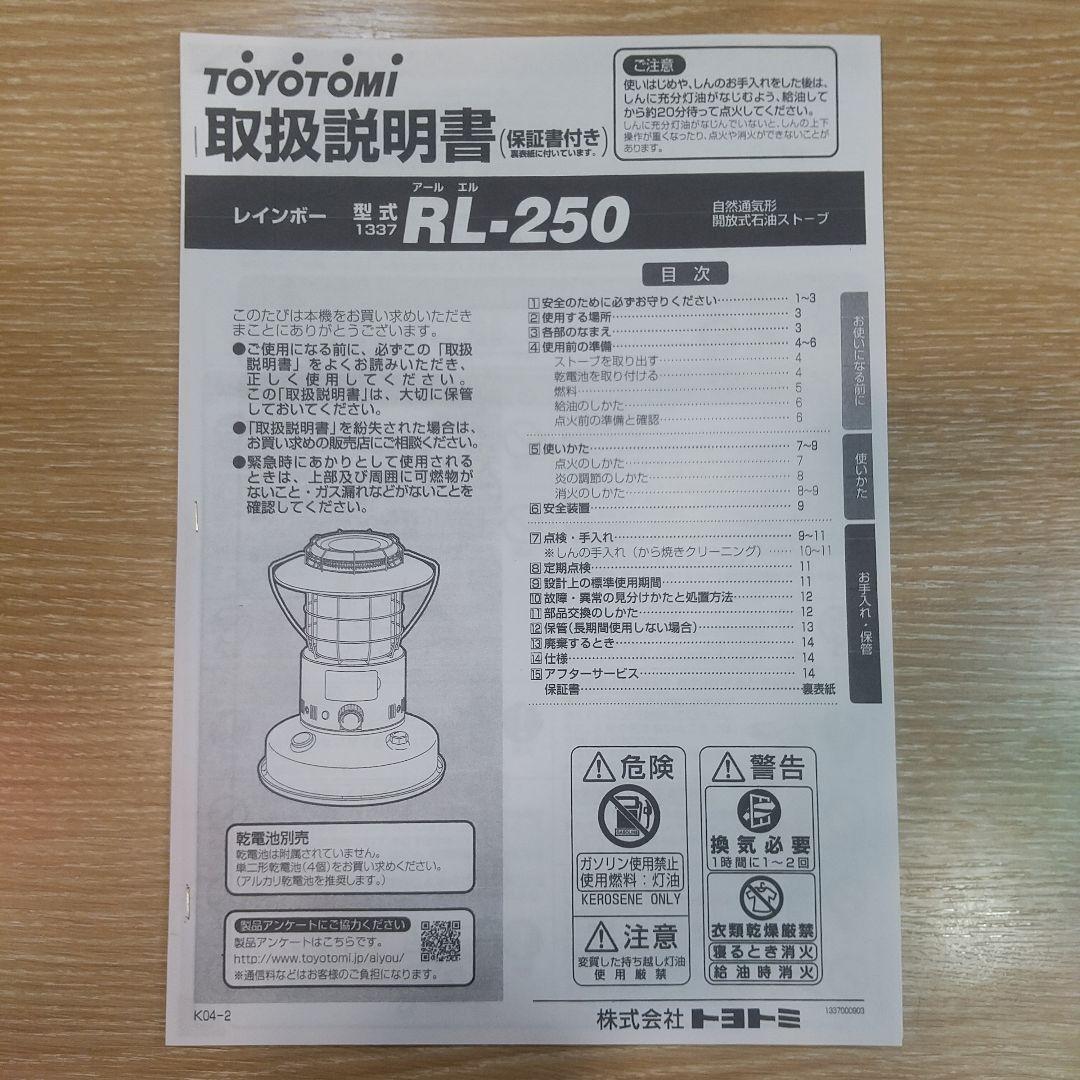 TOYOTOMI
取扱説明書(保証書付き)
裏表紙に付いています。
ご注意
使いはじめや、しんのお手入れをした後は、
しんに充分灯油がなじむよう、給油して
から約20分待って点火してください。
しんに充分灯油がなじんでいないと、しんの上下
操作が重くなったり、点火や消火ができないことが
あります。
レインボー 型式 RL-250
アール エル
1337
自然通気形
開放式石油ストーブ
このたびは本機をお買い求めいただき
まことにありがとうございます。
●ご使用になる前に、必ずこの「取扱
説明書」をよくお読みいただき、
正しく使用してください。
この「取扱説明書」は、大切に保管
しておいてください。
●「取扱説明書」を紛失された場合は、
お買い求めの販売店にご相談ください。
●緊急時にあかりとして使用される
ときは、上部及び周囲に可燃物が
ないこと・ガス漏れなどがないことを
確認してください。
目次
1 安全のために必ずお守りください 1~3
2 使用する場所 3
3 各部のなまえ 3
4 使用前の準備 4~6
ストーブを取り出す 4
乾電池を取り付ける 4
燃料 5
給油のしかた 6
点火前の準備と確認 6
5 使いかた 7~9
点火のしかた 7
炎の調節のしかた 8
消火のしかた 8~9
6 安全装置 9
7 点検・手入れ 9~11
※しんの手入れ(から焼きクリーニング) 10~11
8 定期点検 11
9 設計上の標準使用期間 11
10 故障・異常の見分けかたと処置方法 12
11 部品交換のしかた 12
12 保管(長期間使用しない場合) 13
13 廃棄するとき 14
14 仕様 14
15 アフターサービス 14
保証書 裏表紙
お使いになる前に
使いかた
お手入れ・保管
乾電池別売
乾電池は付属されていません。
単二形乾電池(4個)をお買い求めください。
(アルカリ乾電池を推奨します。)
製品アンケートにご協力ください
製品アンケートはこちらです。
http://www.toyotomi.jp/aiyou/
※通信料などはお客様のご負担になります。
危険
GASOLINE
ガソリン使用禁止
使用燃料:灯油
KEROSENE ONLY
注意
変質した持ち越し灯油
使用厳禁
警告
換気必要
1時間に1~2回
衣類乾燥厳禁
寝るとき消火
給油時消火
K04-2
株式会社トヨトミ
1337000903